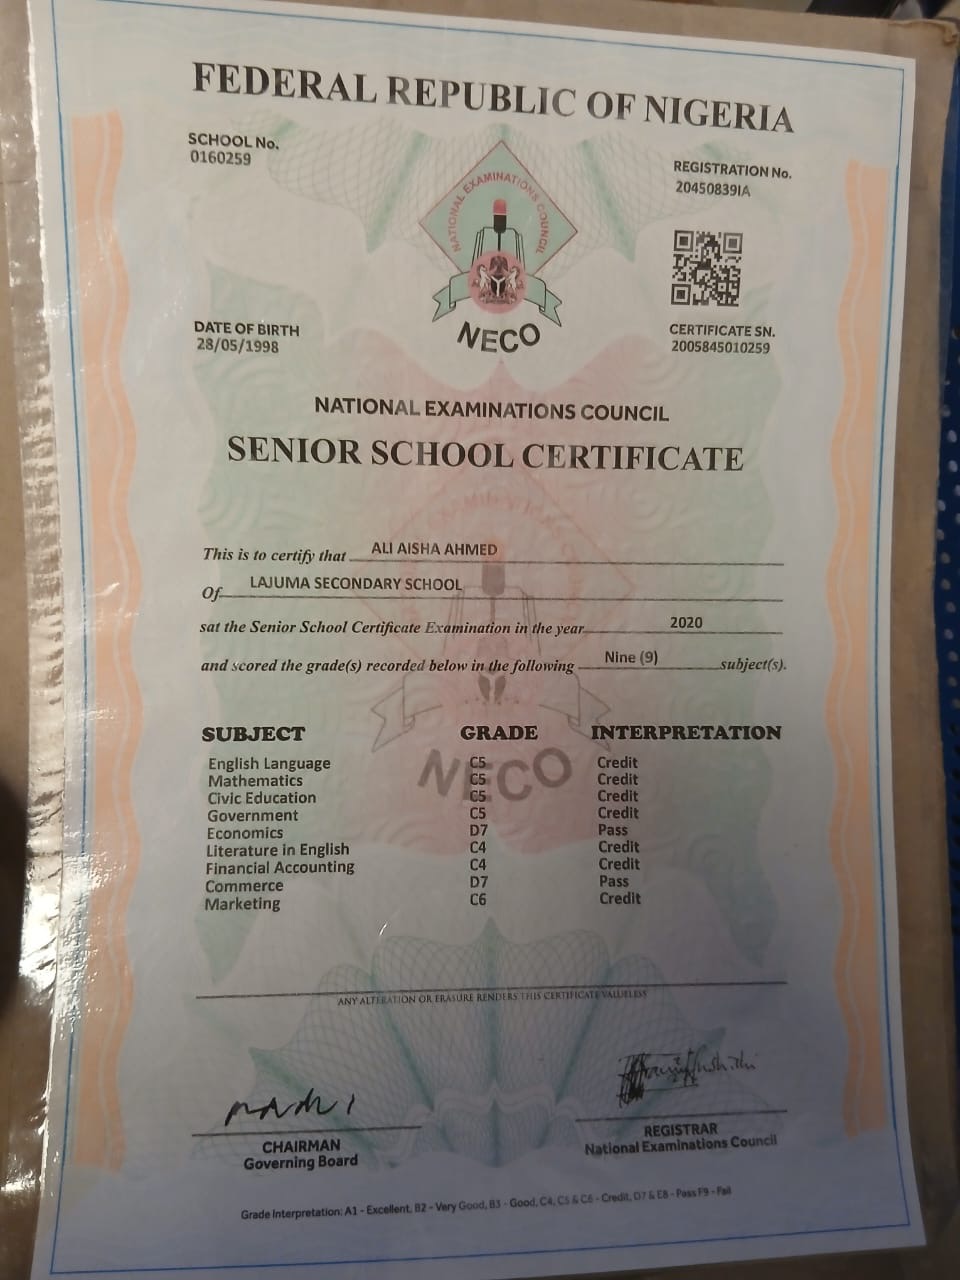 FEDERAL REPUBLIC OF NIGERIA
SCHOOL No.
0160259
REGISTRATION No.
20450839IA
NATIONAL EXAMINATIONS COUNCIL
NECO
DATE OF BIRTH
28/05/1998
CERTIFICATE SN.
2005845010259
NATIONAL EXAMINATIONS COUNCIL
SENIOR SCHOOL CERTIFICATE
This is to certify that ALI AISHA AHMED
Of LAJUMA SECONDARY SCHOOL
sat the Senior School Certificate Examination in the year 2020
and scored the grade(s) recorded below in the following Nine (9) subject(s).
SUBJECT GRADE INTERPRETATION
English Language C5 Credit
Mathematics C5 Credit
Civic Education C5 Credit
Government C5 Credit
Economics D7 Pass
Literature in English C4 Credit
Financial Accounting C4 Credit
Commerce D7 Pass
Marketing C6 Credit
NECO
ANY ALTERATION OR ERASURE RENDERS THIS CERTIFICATE VALUELESS
CHAIRMAN
Governing Board
REGISTRAR
National Examinations Council
Grade Interpretation: A1 - Excellent, B2 - Very Good, B3 - Good, C4, C5 & C6 - Credit, D7 & E8 - Pass F9 - Fail